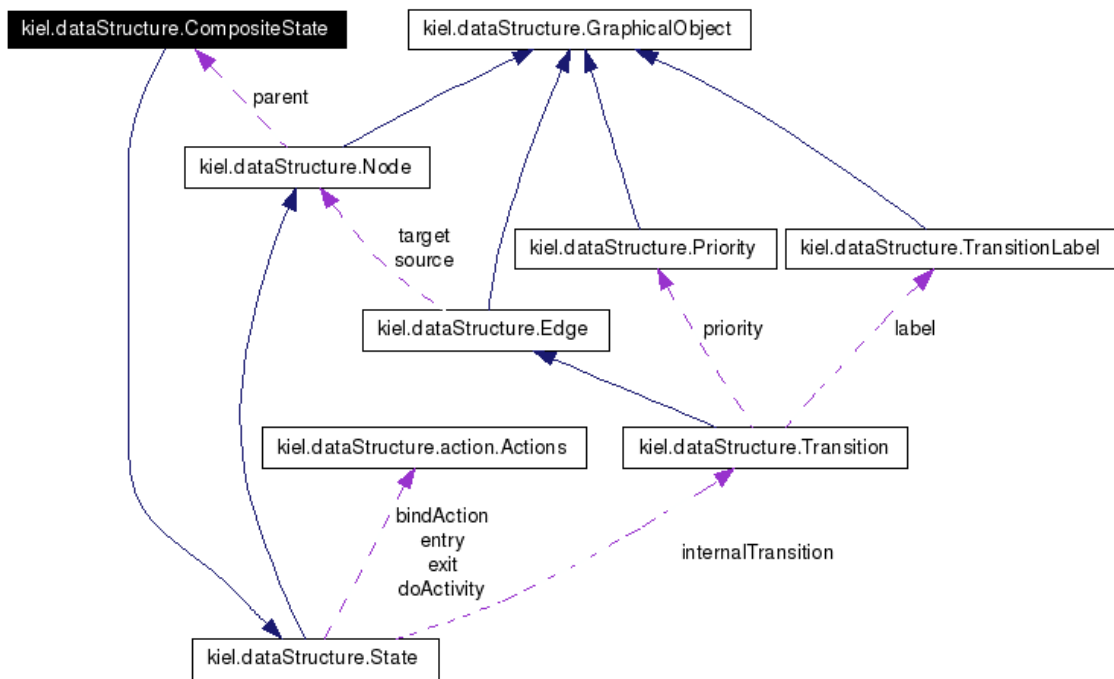 kiel.dataStructure.CompositeState
kiel.dataStructure.GraphicalObject
parent
kiel.dataStructure.Node
target
source
kiel.dataStructure.Priority
kiel.dataStructure.TransitionLabel
kiel.dataStructure.Edge
priority
label
kiel.dataStructure.action.Actions
kiel.dataStructure.Transition
bindAction
entry
exit
doActivity
internalTransition
kiel.dataStructure.State